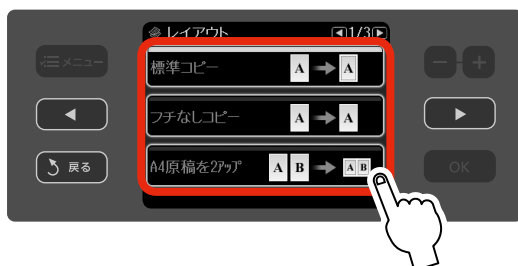 レイアウト ◀1/3▶
メニュー
標準コピー A → A
− +
フチなしコピー A → A
戻る
A4原稿を2アップ A B → A B
OK